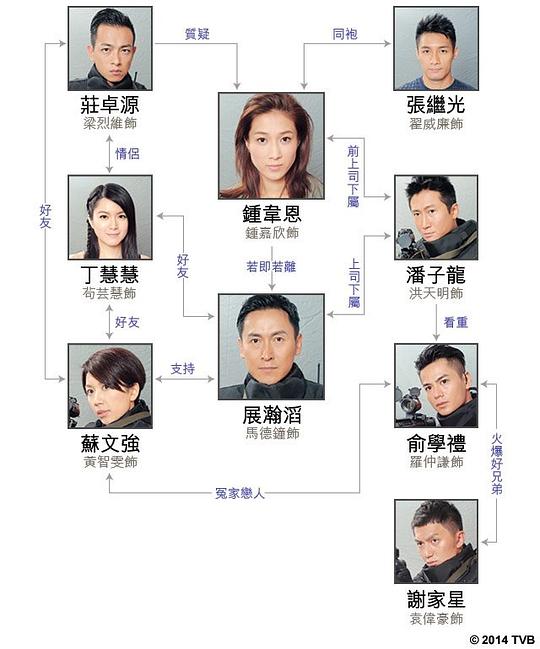 質疑
同袍
莊卓源
梁烈維飾
張繼光
翟威廉飾
情侶
前上司下屬
鍾韋恩
鍾嘉欣飾
好友
丁慧慧
苟芸慧飾
好友
若即若離
上司下屬
潘子龍
洪天明飾
好友
看重
支持
展瀚滔
馬德鐘飾
蘇文強
黃智雯飾
俞學禮
羅仲謙飾
火爆好兄弟
冤家戀人
謝家星
袁偉豪飾
© 2014 TVB